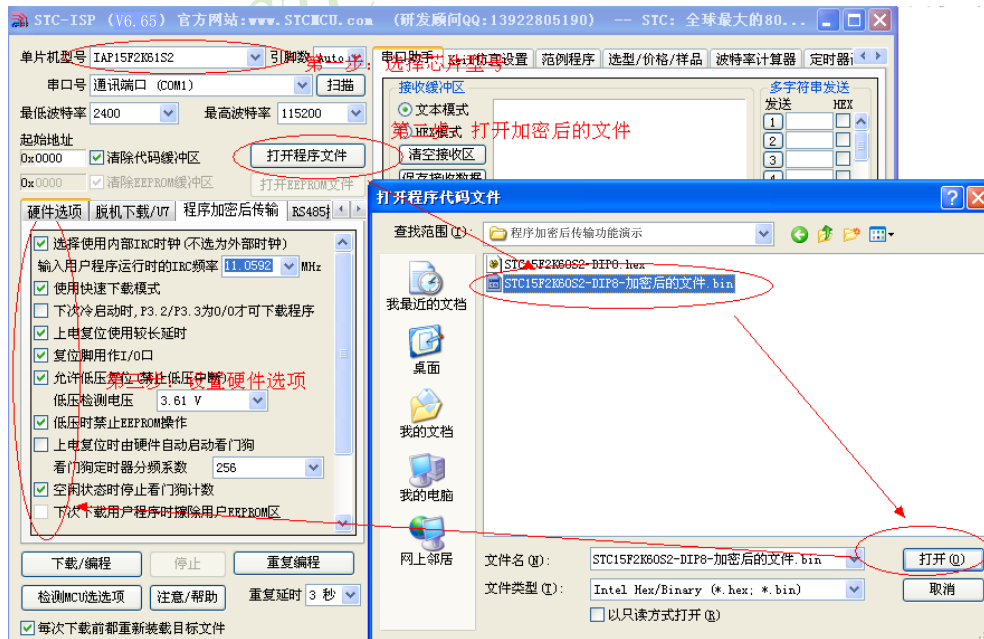 STC-ISP (V6.65) 官方网站:www.STCMCU.com (研发顾问QQ:13922805190) -- STC: 全球最大的80...
单片机型号 IAP15F2K61S2 引脚数 Auto
第一步：选择芯片型号
串口助手 Keil仿真设置 范例程序 选型/价格/样品 波特率计算器 定时器
串口号 通讯端口 (COM1) 扫描
最低波特率 2400 最高波特率 115200
起始地址
0x0000 清除代码缓冲区 打开程序文件
0x0000 清除EEPROM缓冲区 打开EEPROM文件
接收缓冲区
文本模式
HEX模式
清空接收区
保存接收数据
第二步：打开加密后的文件
多字符串发送
发送 HEX
1
2
3
4
硬件选项 脱机下载/U7 程序加密后传输 RS485
选择使用内部IRC时钟(不选为外部时钟)
输入用户程序运行时的IRC频率 11.0592 MHz
使用快速下载模式
下次冷启动时,P3.2/P3.3为0/0才可下载程序
上电复位使用较长延时
复位脚用作I/O口
允许低压复位(禁止低压中断)
第三步：设置硬件选项
低压检测电压 3.61 V
低压时禁止EEPROM操作
上电复位时由硬件自动启动看门狗
看门狗定时器分频系数 256
空闲状态时停止看门狗计数
下次下载用户程序时擦除用户EEPROM区
下载/编程 停止 重复编程
检测MCU选选项 注意/帮助 重复延时 3 秒
每次下载前都重新装载目标文件
打开程序代码文件
查找范围(I): 程序加密后传输功能演示
STC15F2K60S2-DIP8.hex
STC15F2K60S2-DIP8-加密后的文件.bin
我最近的文档
桌面
我的文档
我的电脑
网上邻居
文件名(N): STC15F2K60S2-DIP8-加密后的文件.bin 打开(O)
文件类型(T): Intel Hex/Binary (*.hex; *.bin) 取消
以只读方式打开(R)